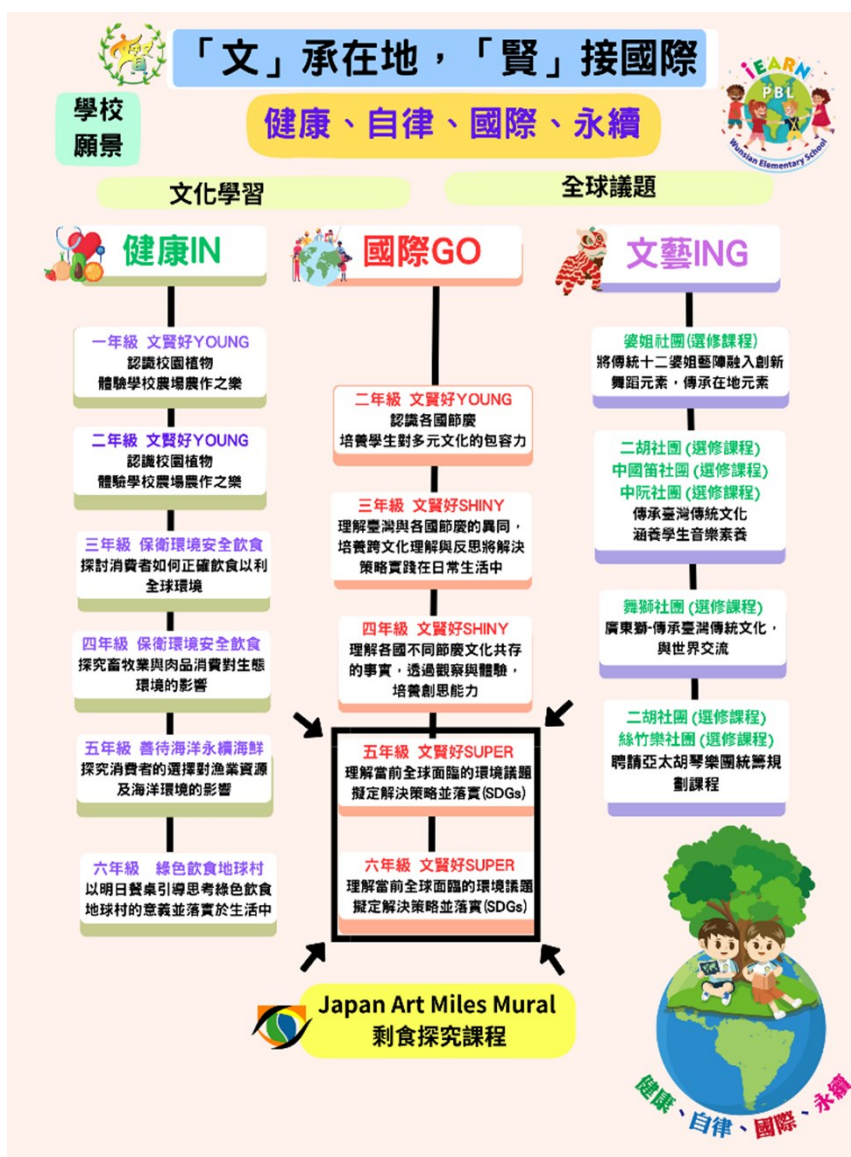 「文」承在地，「賢」接國際
賢
iEARN
PBL
Wunsian Elementary School
學校
願景
健康、自律、國際、永續
文化學習
全球議題
健康IN
一年級 文賢好YOUNG
認識校園植物
體驗學校農場農作之樂
二年級 文賢好YOUNG
認識校園植物
體驗學校農場農作之樂
三年級 保衛環境安全飲食
探討消費者如何正確飲食以利
全球環境
四年級 保衛環境安全飲食
探究畜牧業與肉品消費對生態
環境的影響
五年級 善待海洋永續海鮮
探究消費者的選擇對漁業資源
及海洋環境的影響
六年級 綠色飲食地球村
以明日餐桌引導思考綠色飲食
地球村的意義並落實於生活中
國際GO
二年級 文賢好YOUNG
認識各國節慶
培養學生對多元文化的包容力
三年級 文賢好SHINY
理解臺灣與各國節慶的異同，
培養跨文化理解與反思將解決
策略實踐在日常生活中
四年級 文賢好SHINY
理解各國不同節慶文化共存
的事實，透過觀察與體驗，
培養創思能力
五年級 文賢好SUPER
理解當前全球面臨的環境議題
擬定解決策略並落實(SDGs)
六年級 文賢好SUPER
理解當前全球面臨的環境議題
擬定解決策略並落實(SDGs)
文藝ING
婆姐社團(選修課程)
將傳統十二婆姐藝陣融入創新
舞蹈元素，傳承在地元素
二胡社團 (選修課程)
中國笛社團 (選修課程)
中阮社團 (選修課程)
傳承臺灣傳統文化
涵養學生音樂素養
舞獅社團 (選修課程)
廣東獅-傳承臺灣傳統文化，
與世界交流
二胡社團 (選修課程)
絲竹樂社團 (選修課程)
聘請亞太胡琴樂團統籌規
劃課程
Japan Art Miles Mural
剩食探究課程
健康、自律、國際、永續